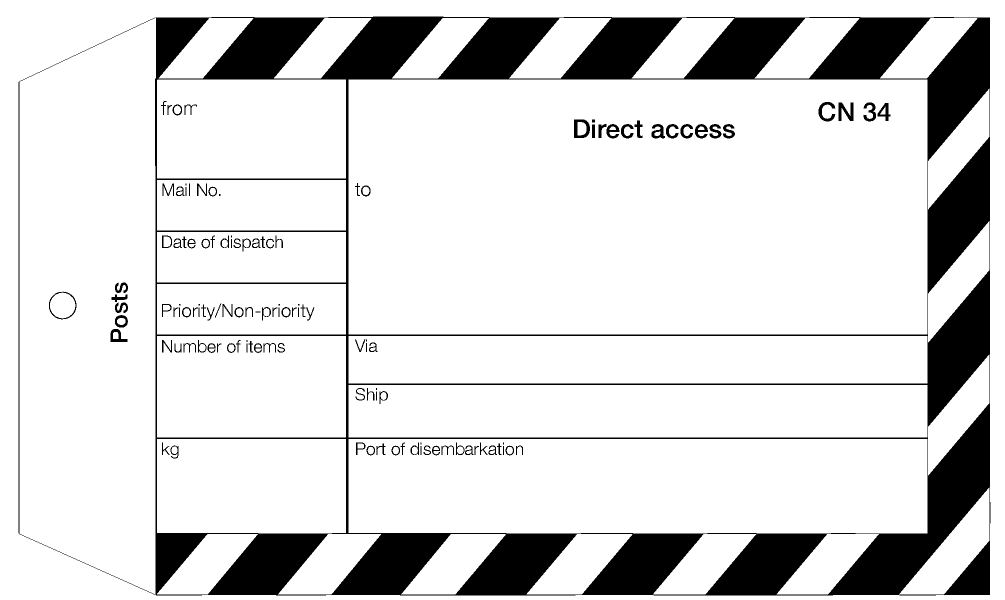 Posts
from
Mail No.
Date of dispatch
Priority/Non-priority
Number of items
kg
CN 34
Direct access
to
Via
Ship
Port of disembarkation